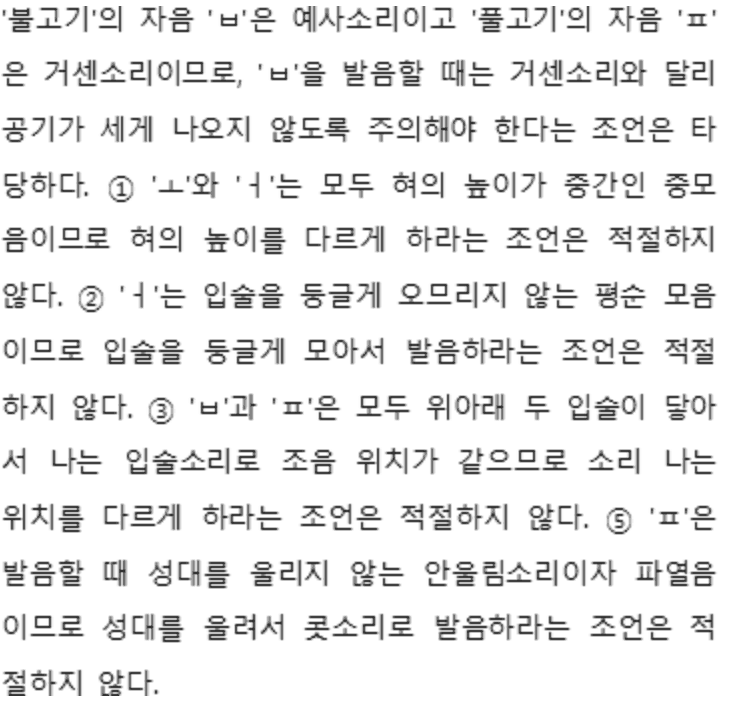 '불고기'의 자음 'ㅂ'은 예사소리이고 '풀고기'의 자음 'ㅍ'
은 거센소리이므로, 'ㅂ'을 발음할 때는 거센소리와 달리
공기가 세게 나오지 않도록 주의해야 한다는 조언은 타
당하다. ① 'ㅗ'와 'ㅓ'는 모두 혀의 높이가 중간인 중모
음이므로 혀의 높이를 다르게 하라는 조언은 적절하지
않다. ② 'ㅓ'는 입술을 둥글게 오므리지 않는 평순 모음
이므로 입술을 둥글게 모아서 발음하라는 조언은 적절
하지 않다. ③ 'ㅂ'과 'ㅍ'은 모두 위아래 두 입술이 닿아
서 나는 입술소리로 조음 위치가 같으므로 소리 나는
위치를 다르게 하라는 조언은 적절하지 않다. ⑤ 'ㅍ'은
발음할 때 성대를 울리지 않는 안울림소리이자 파열음
이므로 성대를 울려서 콧소리로 발음하라는 조언은 적
절하지 않다.